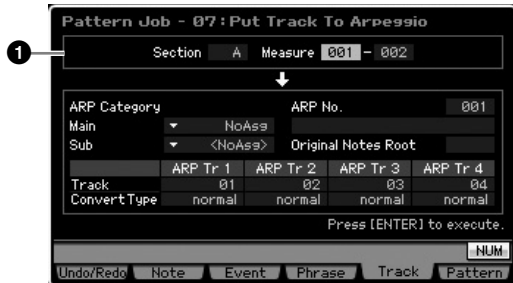 Pattern Job - 07:Put Track To Arpeggio
1
Section A Measure 001 - 002
ARP Category ARP No. 001
Main NoAsg
Sub <NoAsg> Original Notes Root
ARP Tr 1 ARP Tr 2 ARP Tr 3 ARP Tr 4
Track 01 02 03 04
ConvertType normal normal normal normal
Press [ENTER] to execute.
NUM
Undo/Redo Note Event Phrase Track Pattern